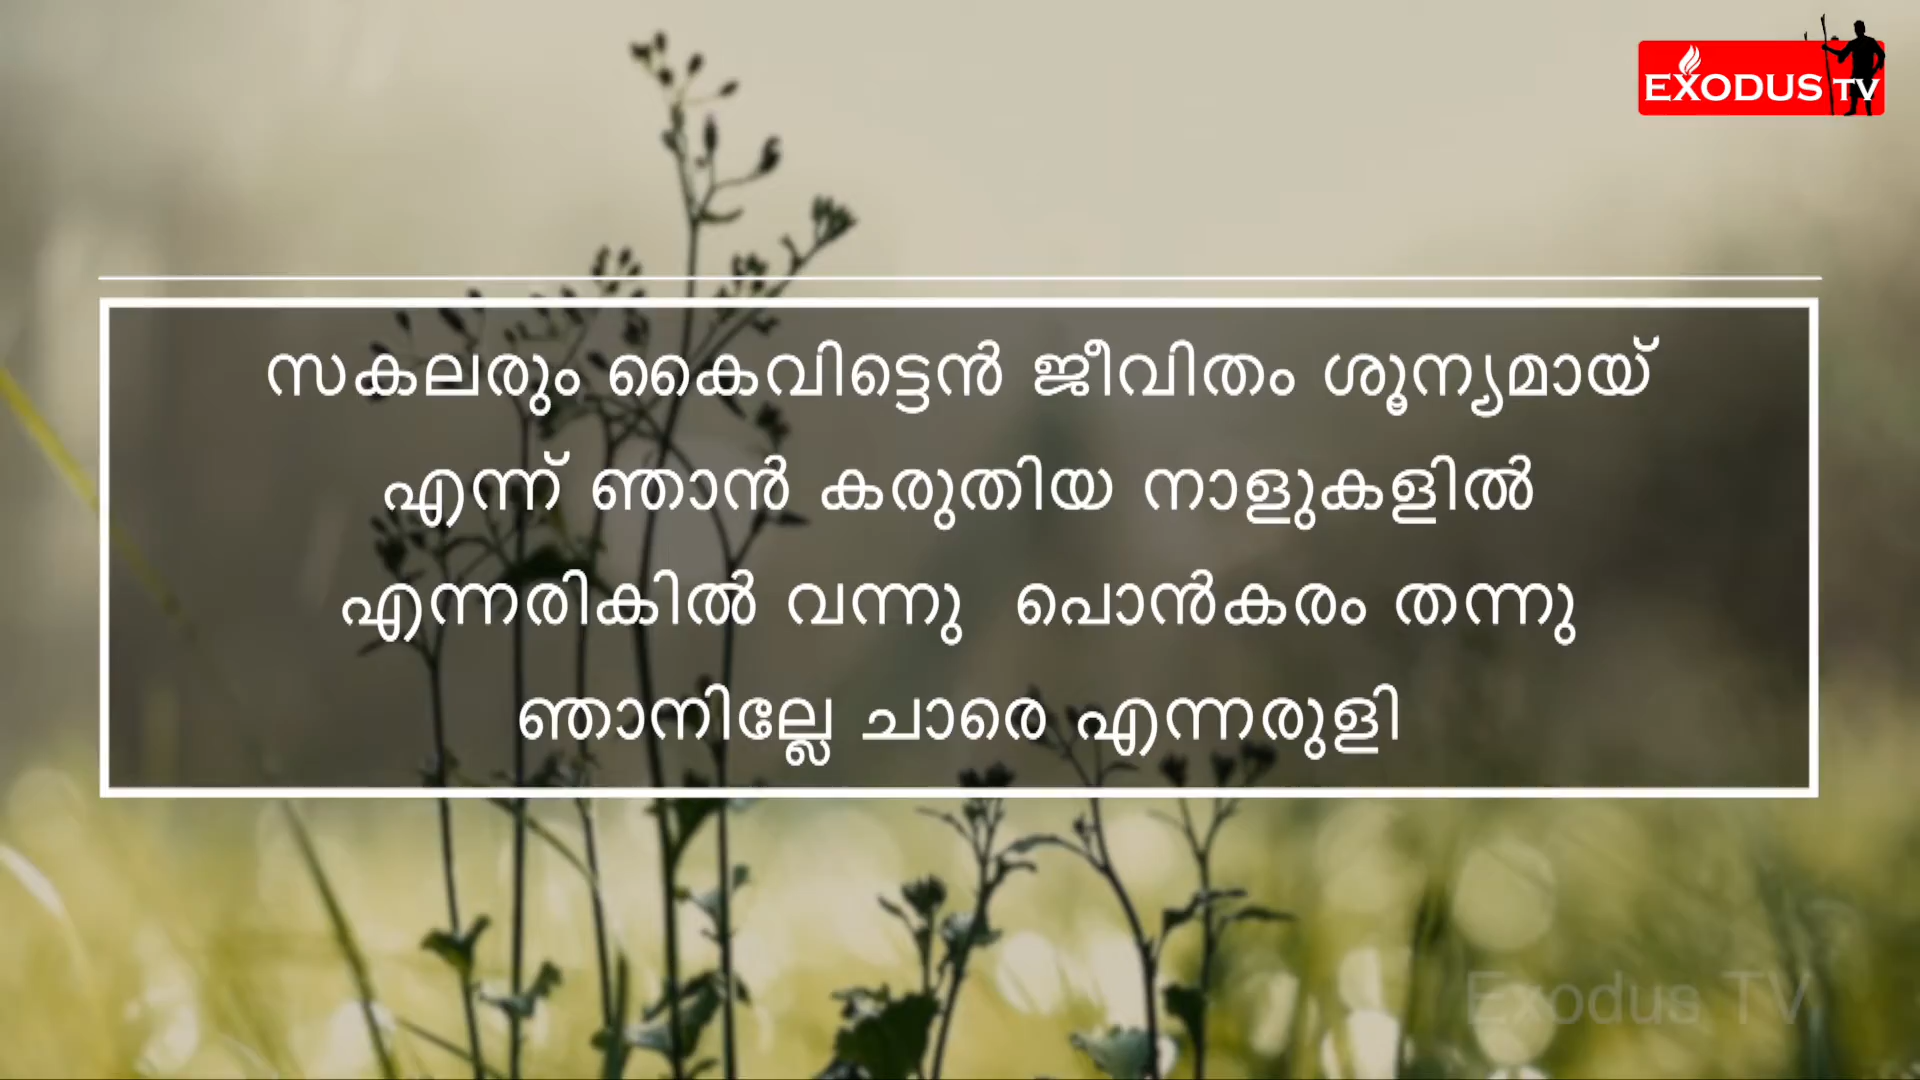 EXODUS TV
സകലരും കൈവിട്ടെൻ ജീവിതം ശൂന്യമായ്
എന്ന് ഞാൻ കരുതിയ നാളുകളിൽ
എന്നരികിൽ വന്നു പൊൻകരം തന്നു
ഞാനില്ലേ ചാരെ എന്നരുളി
Exodus TV